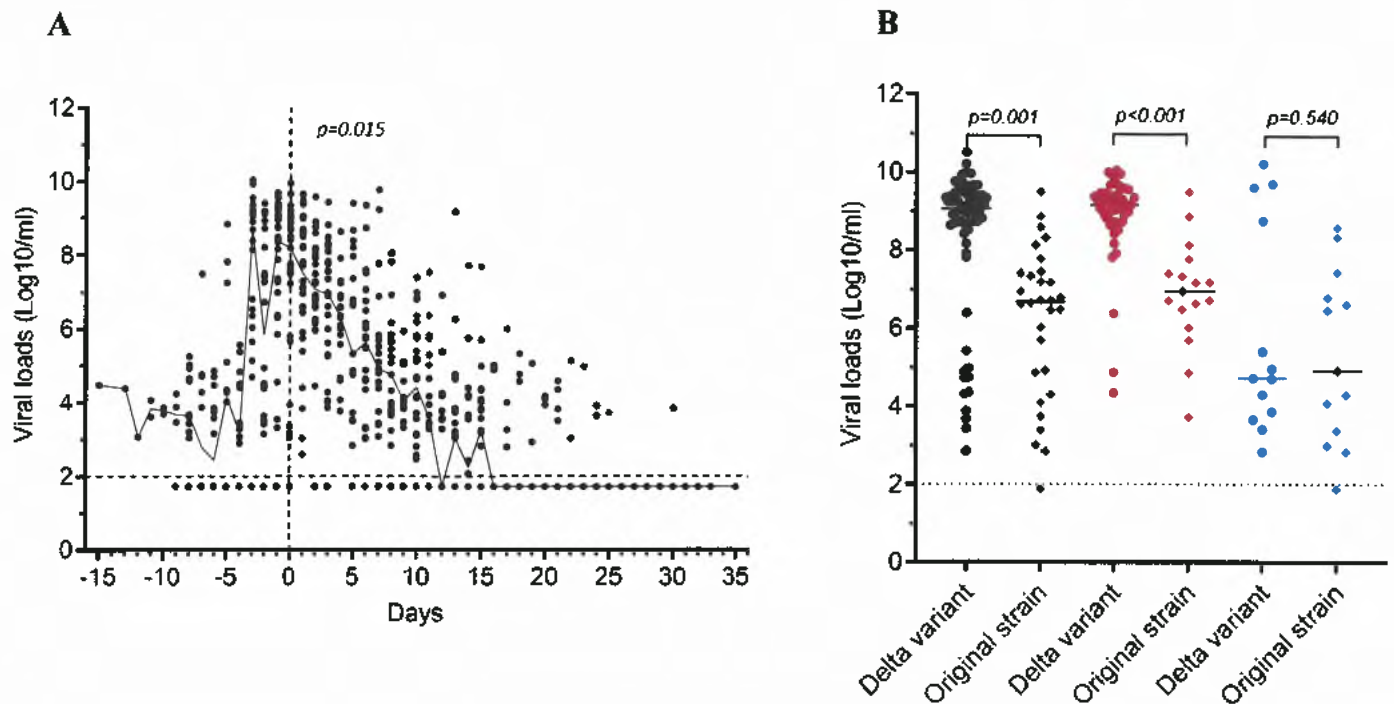 A
B
p=0.015
p=0.001
p<0.001
p=0.540
Viral loads (Log10/ml)
12
10
8
6
4
2
0
-15 -10 -5 0 5 10 15 20 25 30 35
Days
Viral loads (Log10/ml)
12
10
8
6
4
2
0
Delta variant
Original strain
Delta variant
Original strain
Delta variant
Original strain